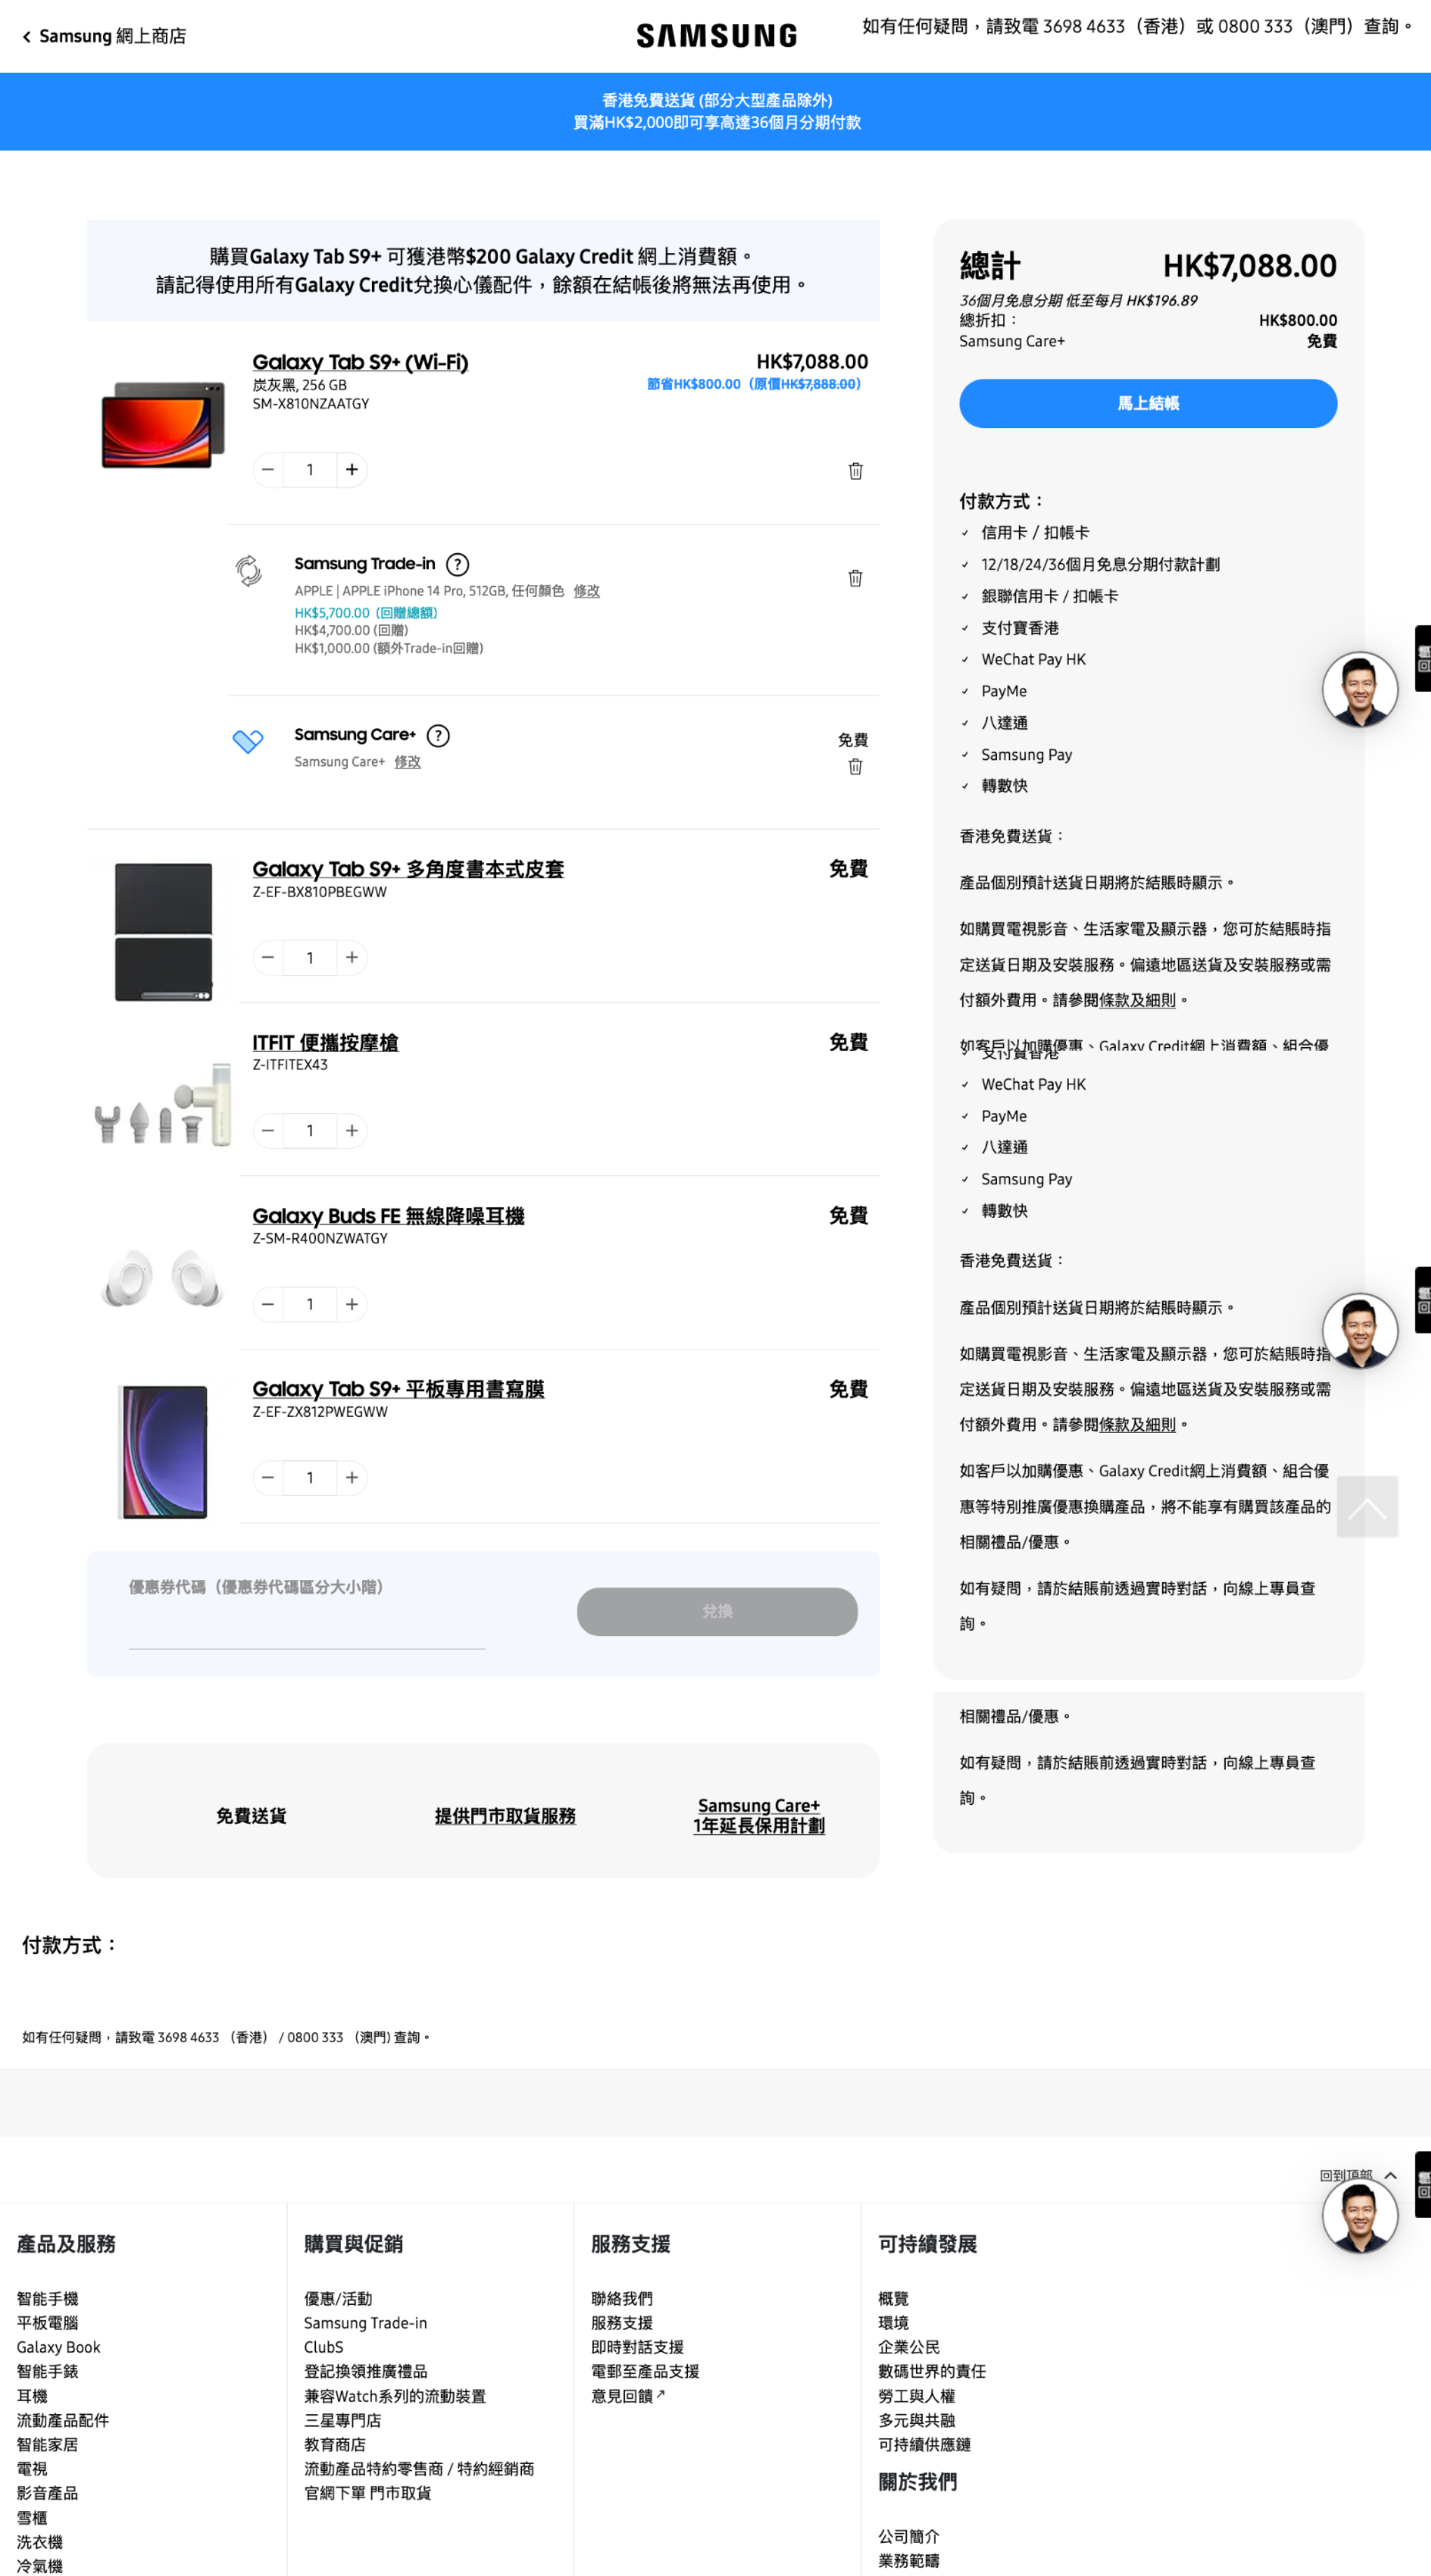 Samsung 網上商店
SAMSUNG
如有任何疑問，請致電 3698 4633（香港）或 0800 333（澳門）查詢。
香港免費送貨 (部分大型產品除外)
買滿HK$2,000即可享高達36個月分期付款
購買Galaxy Tab S9+ 可獲港幣$200 Galaxy Credit 網上消費額。
請記得使用所有Galaxy Credit兌換心儀配件，餘額在結帳後將無法再使用。
Galaxy Tab S9+ (Wi-Fi)
HK$7,088.00
炭灰黑, 256 GB
節省HK$800.00（原價HK$7,888.00）
SM-X810NZAATGY
1
Samsung Trade-in ?
APPLE | APPLE iPhone 14 Pro, 512GB, 任何顏色 修改
HK$5,700.00 (回贈總額)
HK$4,700.00 (回贈)
HK$1,000.00 (額外Trade-in回贈)
Samsung Care+ ?
免費
Samsung Care+ 修改
Galaxy Tab S9+ 多角度書本式皮套
免費
Z-EF-BX810PBEGWW
1
ITFIT 便攜按摩槍
免費
Z-ITFITEX43
1
Galaxy Buds FE 無線降噪耳機
免費
Z-SM-R400NZWATGY
1
Galaxy Tab S9+ 平板專用書寫膜
免費
Z-EF-ZX812PWEGWW
1
優惠券代碼（優惠券代碼區分大小階）
兌換
免費送貨
提供門市取貨服務
Samsung Care+
1年延長保用計劃
總計
HK$7,088.00
36個月免息分期 低至每月 HK$196.89
總折扣：
HK$800.00
Samsung Care+
免費
馬上結帳
付款方式：
信用卡 / 扣帳卡
12/18/24/36個月免息分期付款計劃
銀聯信用卡 / 扣帳卡
支付寶香港
WeChat Pay HK
PayMe
八達通
Samsung Pay
轉數快
香港免費送貨：
產品個別預計送貨日期將於結賬時顯示。
如購買電視影音、生活家電及顯示器，您可於結賬時指
定送貨日期及安裝服務。偏遠地區送貨及安裝服務或需
付額外費用。請參閱條款及細則。
如客戶以加購優惠、Galaxy Credit網上消費額、組合優
支付寶香港
WeChat Pay HK
PayMe
八達通
Samsung Pay
轉數快
香港免費送貨：
產品個別預計送貨日期將於結賬時顯示。
如購買電視影音、生活家電及顯示器，您可於結賬時指
定送貨日期及安裝服務。偏遠地區送貨及安裝服務或需
付額外費用。請參閱條款及細則。
如客戶以加購優惠、Galaxy Credit網上消費額、組合優
惠等特別推廣優惠換購產品，將不能享有購買該產品的
相關禮品/優惠。
如有疑問，請於結賬前透過實時對話，向線上專員查
詢。
相關禮品/優惠。
如有疑問，請於結賬前透過實時對話，向線上專員查
詢。
付款方式：
如有任何疑問，請致電 3698 4633 （香港） / 0800 333 （澳門) 查詢。
回到頂部
產品及服務
智能手機
平板電腦
Galaxy Book
智能手錶
耳機
流動產品配件
智能家居
電視
影音產品
雪櫃
洗衣機
冷氣機
購買與促銷
優惠/活動
Samsung Trade-in
ClubS
登記換領推廣禮品
兼容Watch系列的流動裝置
三星專門店
教育商店
流動產品特約零售商 / 特約經銷商
官網下單 門市取貨
服務支援
聯絡我們
服務支援
即時對話支援
電郵至產品支援
意見回饋
可持續發展
概覽
環境
企業公民
數碼世界的責任
勞工與人權
多元與共融
可持續供應鏈
關於我們
公司簡介
業務範疇